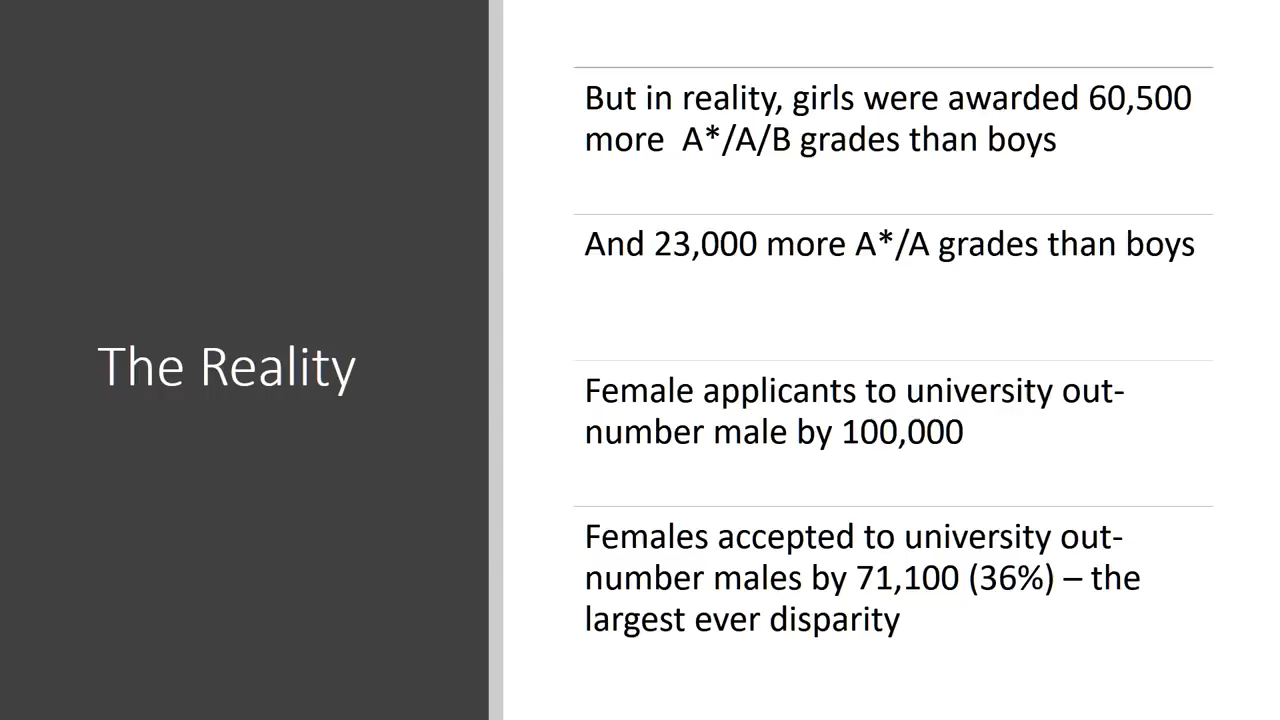 The Reality
But in reality, girls were awarded 60,500
more  A*/A/B grades than boys
And 23,000 more A*/A grades than boys
Female applicants to university out-
number male by 100,000
Females accepted to university out-
number males by 71,100 (36%) – the
largest ever disparity